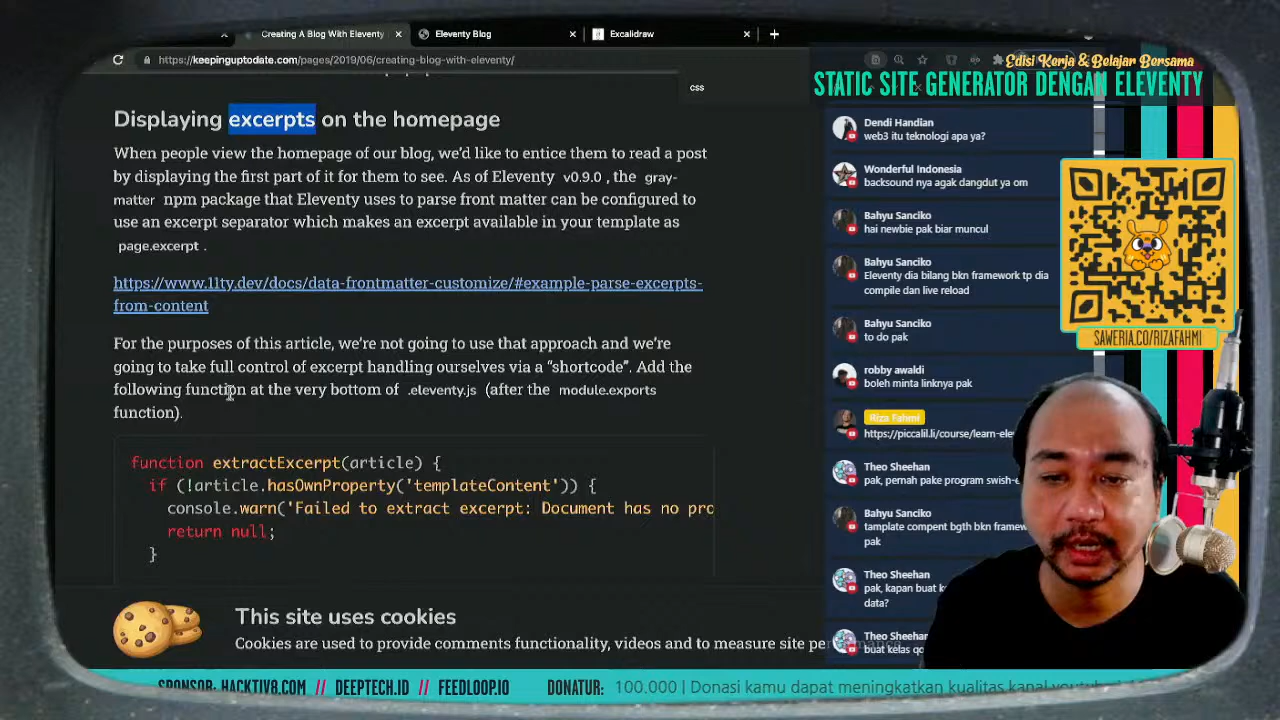 Creating A Blog With Eleventy
Eleventy Blog
Excalidraw
https://keepinguptodate.com/pages/2019/06/creating-blog-with-eleventy/
Edisi Kerja & Belajar Bersama
STATIC SITE GENERATOR DENGAN ELEVENTY
css
Displaying excerpts on the homepage
When people view the homepage of our blog, we'd like to entice them to read a post
by displaying the first part of it for them to see. As of Eleventy v0.9.0 , the gray-
matter npm package that Eleventy uses to parse front matter can be configured to
use an excerpt separator which makes an excerpt available in your template as
page.excerpt .
https://www.11ty.dev/docs/data-frontmatter-customize/#example-parse-excerpts-
from-content
For the purposes of this article, we're not going to use that approach and we're
going to take full control of excerpt handling ourselves via a “shortcode”. Add the
following function at the very bottom of .eleventy.js (after the module.exports
function).
function extractExcerpt(article) {
if (!article.hasOwnProperty('templateContent')) {
console.warn('Failed to extract excerpt: Document has no pro
return null;
}
This site uses cookies
Cookies are used to provide comments functionality, videos and to measure site performance.
Dendi Handian
web3 itu teknologi apa ya?
Wonderful Indonesia
backsound nya agak dangdut ya om
Bahyu Sanciko
hai newbie pak biar muncul
Bahyu Sanciko
Eleventy dia bilang bkn framework tp dia
compile dan live reload
Bahyu Sanciko
to do pak
robby awaldi
boleh minta linknya pak
Riza Fahmi
https://piccalil.li/course/learn-ele
Theo Sheehan
pak, pernah pake program swish-e
Bahyu Sanciko
tamplate compent bgth bkn framew
pak
Theo Sheehan
pak, kapan buat k
data?
Theo Shee
buat kelas go
SAWERIA.CO/RIZAFAHMI
SPONSOR: HACKTIV8.COM // DEEPTECH.ID // FEEDLOOP.IO
DONATUR: 100.000 | Donasi kamu dapat meningkatkan kualitas kanal